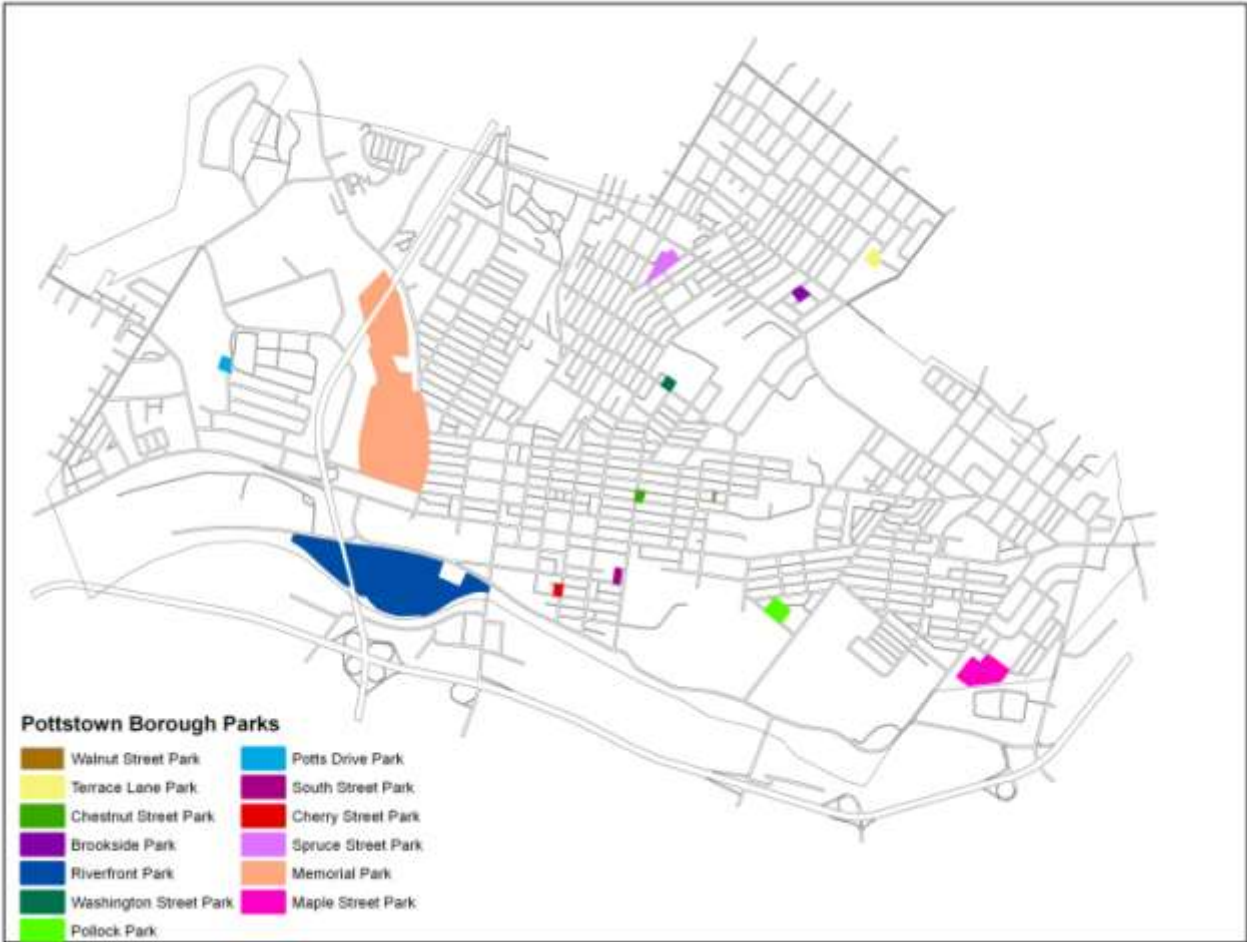 Pottstown Borough Parks
Walnut Street Park
Terrace Lane Park
Chestnut Street Park
Brookside Park
Riverfront Park
Washington Street Park
Pollock Park
Potts Drive Park
South Street Park
Cherry Street Park
Spruce Street Park
Memorial Park
Maple Street Park